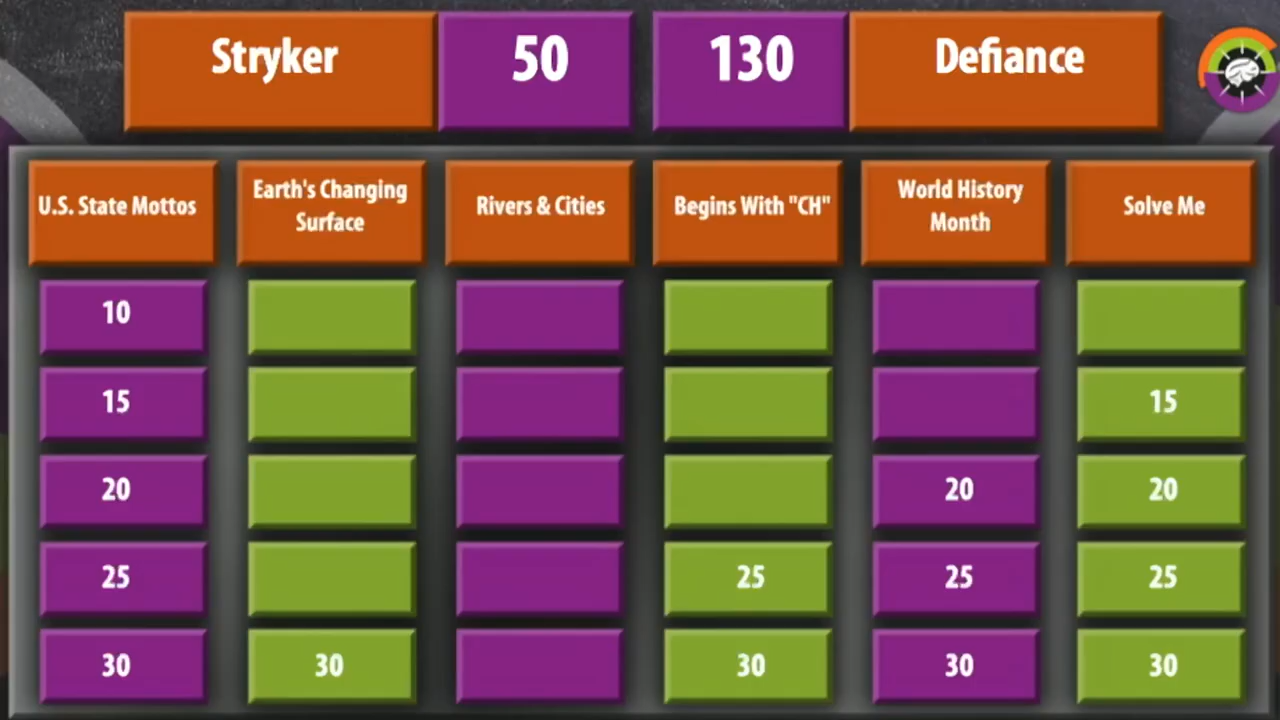 Stryker 50 130 Defiance
U.S. State Mottos
Earth's Changing
Surface
Rivers & Cities
Begins With "CH"
World History
Month
Solve Me
10
15 15
20 20 20
25 25 25 25
30 30 30 30 30